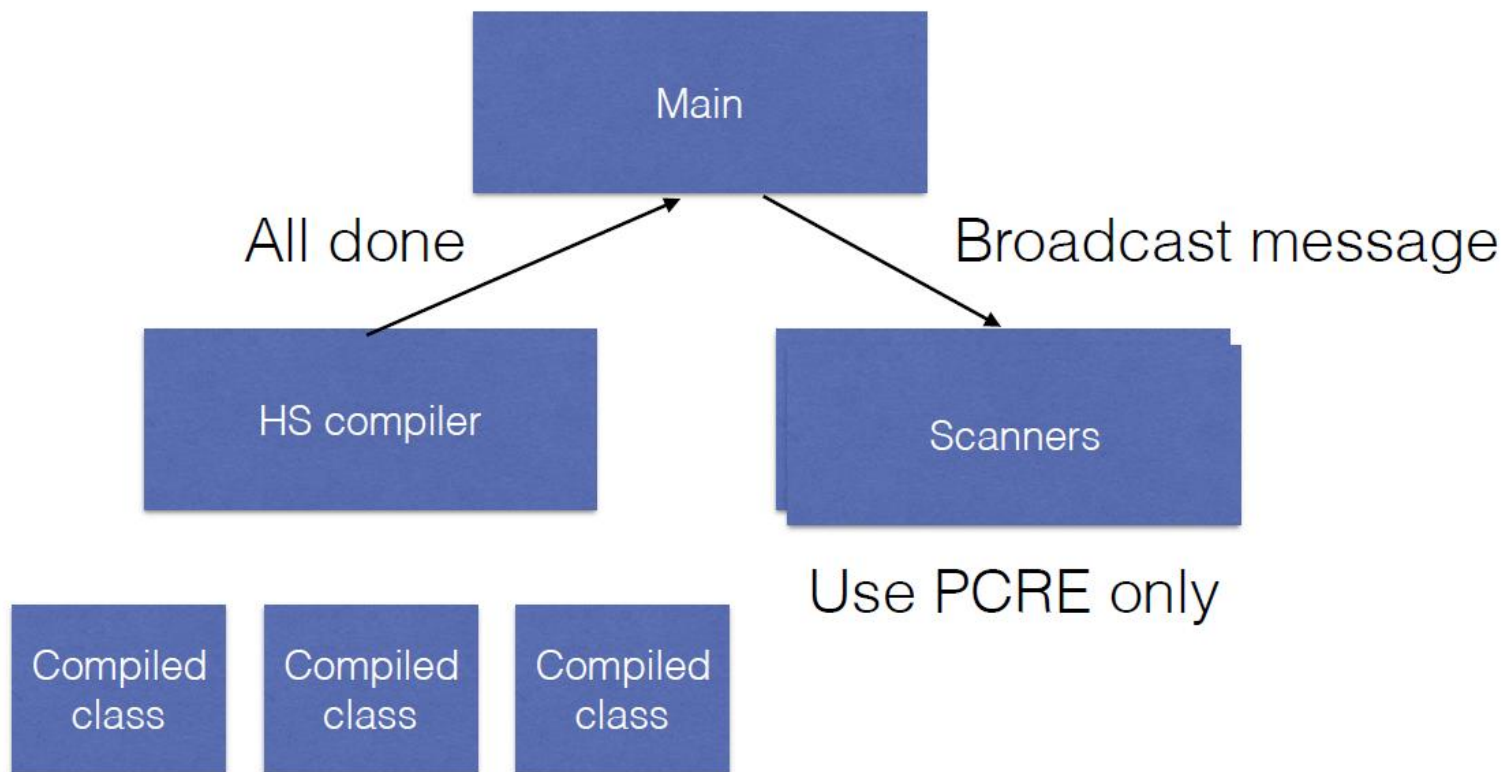 Main
All done
Broadcast message
HS compiler
Scanners
Use PCRE only
Compiled
class
Compiled
class
Compiled
class